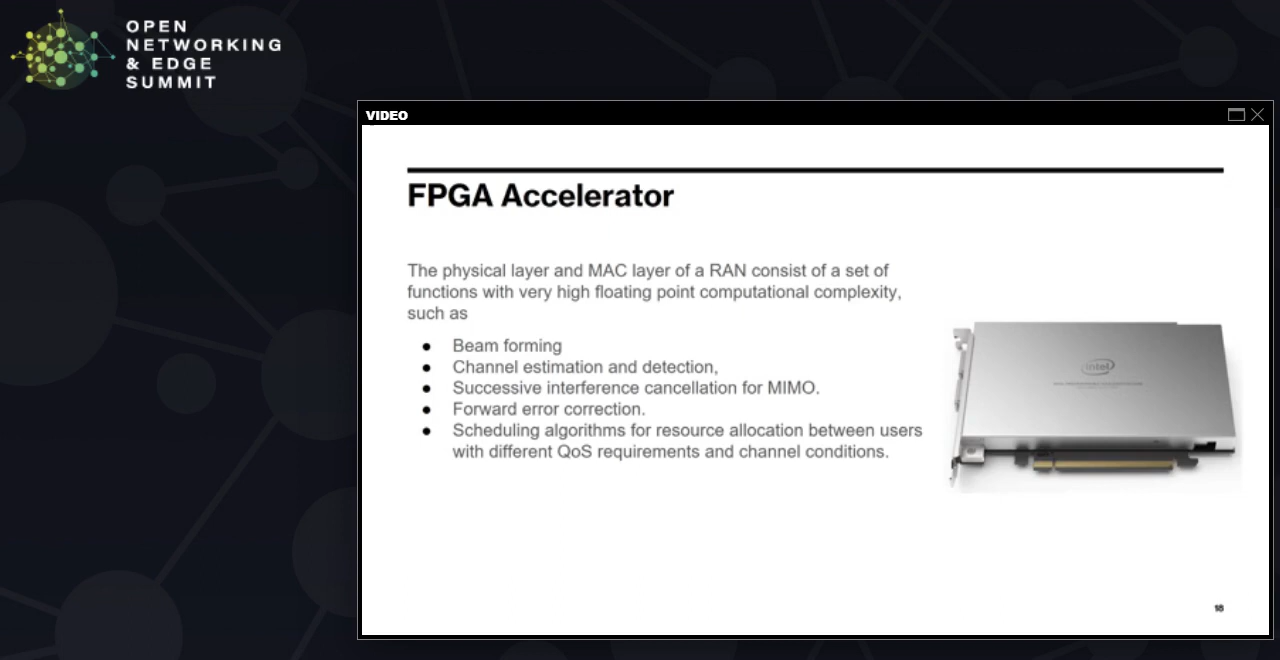 OPEN
NETWORKING
& EDGE
SUMMIT
VIDEO
FPGA Accelerator
The physical layer and MAC layer of a RAN consist of a set of
functions with very high floating point computational complexity,
such as
● Beam forming
● Channel estimation and detection,
● Successive interference cancellation for MIMO.
● Forward error correction.
● Scheduling algorithms for resource allocation between users
with different QoS requirements and channel conditions.
intel